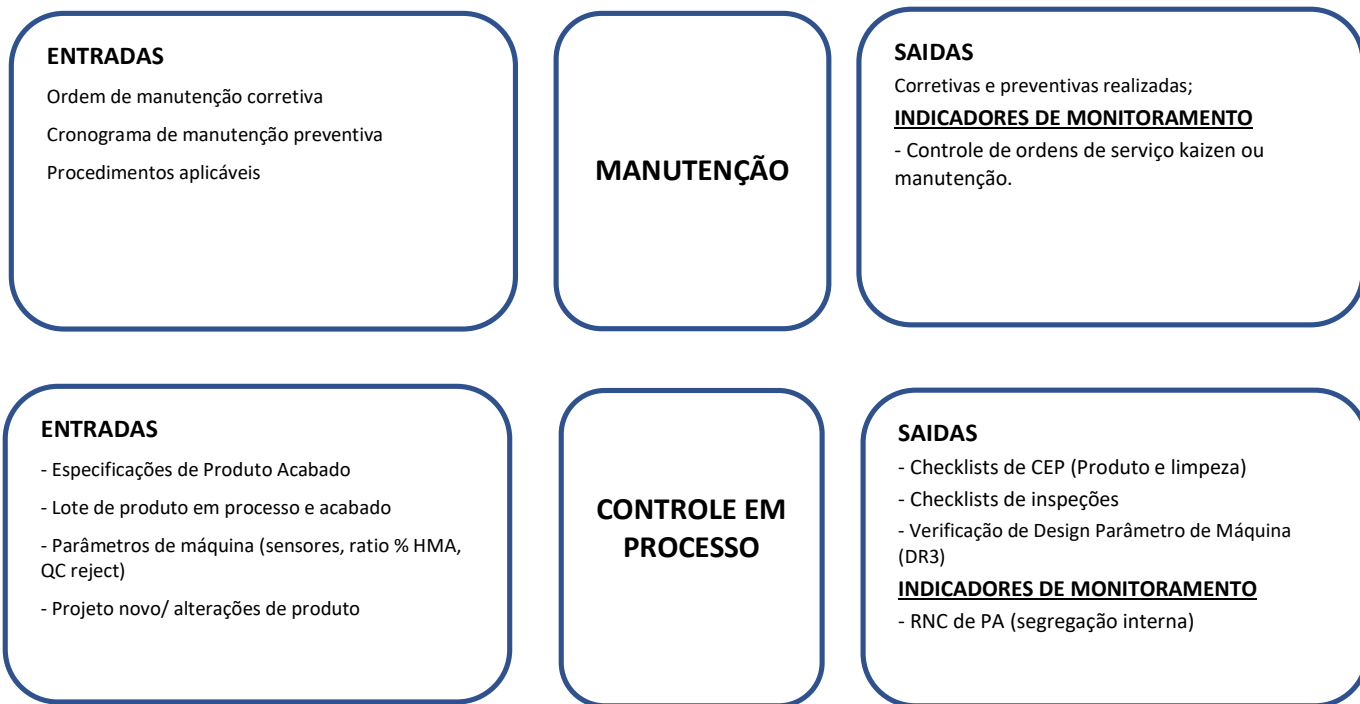 ENTRADAS
Ordem de manutenção corretiva
Cronograma de manutenção preventiva
Procedimentos aplicáveis
MANUTENÇÃO
SAIDAS
Corretivas e preventivas realizadas;
INDICADORES DE MONITORAMENTO
- Controle de ordens de serviço kaizen ou
manutenção.
ENTRADAS
- Especificações de Produto Acabado
- Lote de produto em processo e acabado
- Parâmetros de máquina (sensores, ratio % HMA,
QC reject)
- Projeto novo/ alterações de produto
CONTROLE EM
PROCESSO
SAIDAS
- Checklists de CEP (Produto e limpeza)
- Checklists de inspeções
- Verificação de Design Parâmetro de Máquina
(DR3)
INDICADORES DE MONITORAMENTO
- RNC de PA (segregação interna)